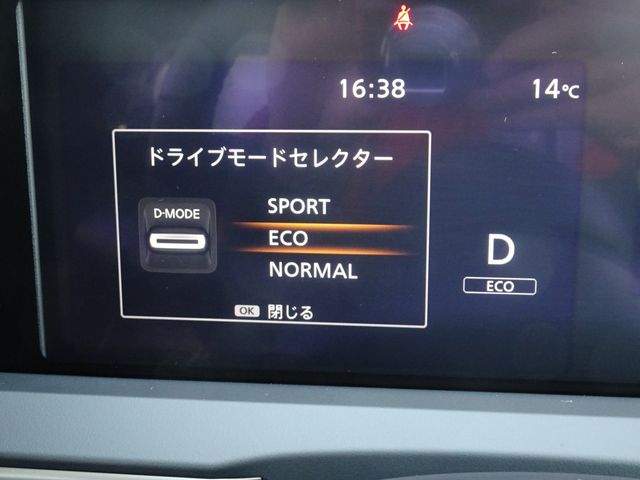 16:38 14℃
ドライブモードセレクター
D-MODE
SPORT
ECO
NORMAL
OK 閉じる
D
ECO